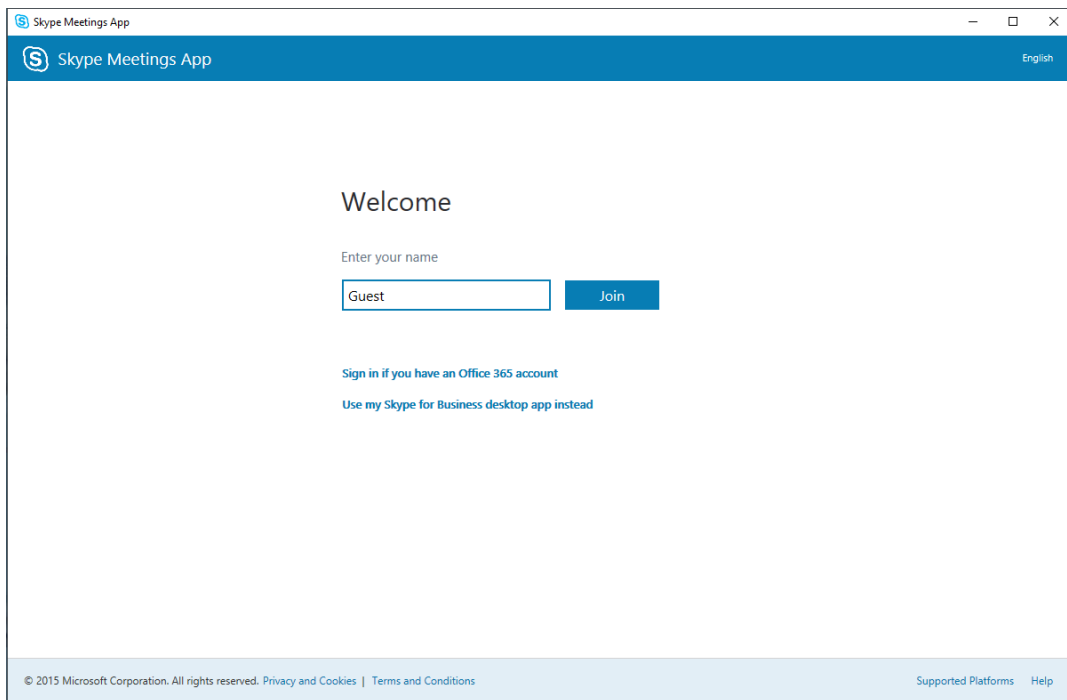 Skype Meetings App
Skype Meetings App English
Welcome
Enter your name
Guest Join
Sign in if you have an Office 365 account
Use my Skype for Business desktop app instead
© 2015 Microsoft Corporation. All rights reserved. Privacy and Cookies | Terms and Conditions Supported Platforms Help